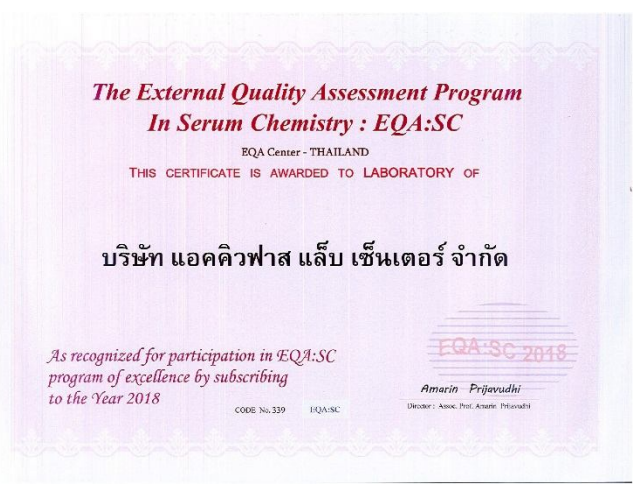 The External Quality Assessment Program
In Serum Chemistry : EQA:SC
EQA Center - THAILAND
THIS CERTIFICATE IS AWARDED TO LABORATORY OF
บริษัท แอคคิวฟาส แล็บ เซ็นเตอร์ จำกัด
EQA:SC 2018
As recognized for participation in EQA:SC
program of excellence by subscribing
to the Year 2018
CODE No. 339 EQA:SC
Amarin Prijavudhi
Director : Assoc. Prof. Amarin Prijavudhi